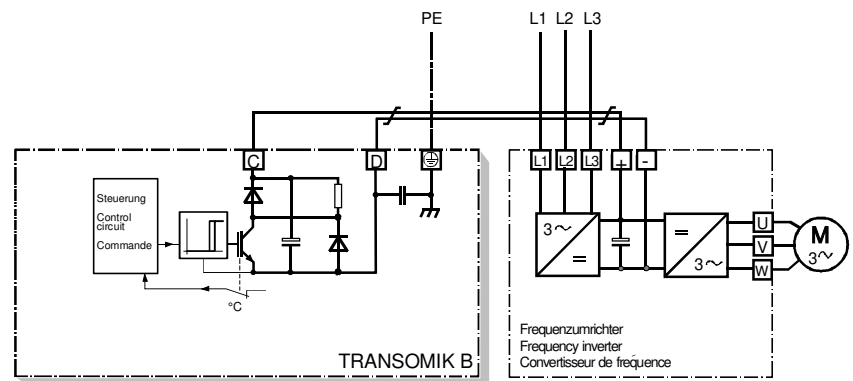 PE
L1 L2 L3
C
D
L1
L2
L3
+
-
Steuerung
Control
circuit
Commande
°C
TRANSOMIK B
3~
=
=
3~
U
V
W
M
3~
Frequenzumrichter
Frequency inverter
Convertisseur de fréquence